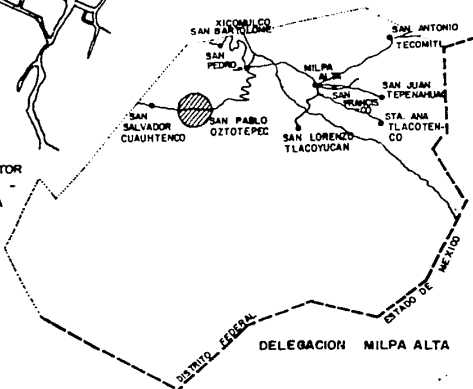 XICOMULCO
SAN BARTOLOME
SAN ANTONIO
TECOMITL
SAN
PEDRO
MILPA
ALTA
SAN JUAN
TEPENAHUAC
SAN
FRANCIS
CO
STA. ANA
TLACOTEN-
CO
SAN
SALVADOR
CUAUHTENCO
SAN PABLO
OZTOTEPEC
SAN LORENZO
TLACOYUCAN
TOR
DISTRITO FEDERAL
ESTADO DE MEXICO
DELEGACION MILPA ALTA